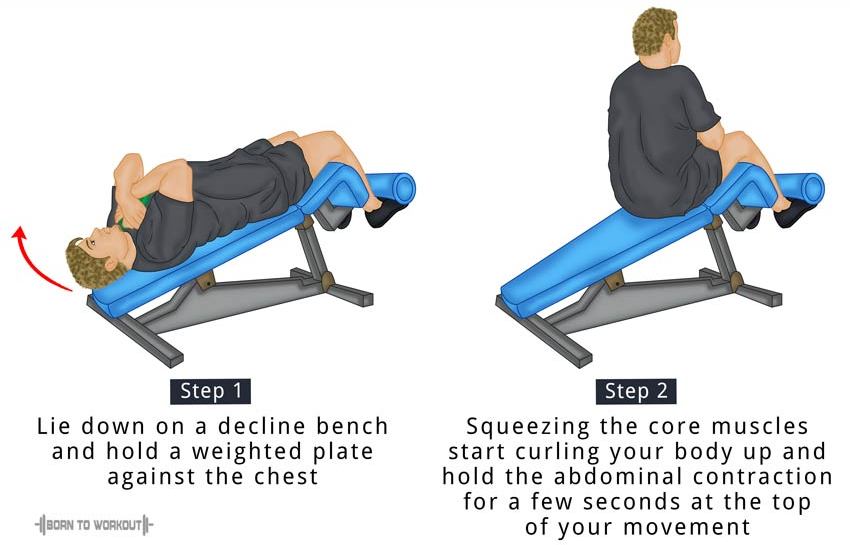 Step 1
Lie down on a decline bench
and hold a weighted plate
against the chest
Step 2
Squeezing the core muscles
start curling your body up and
hold the abdominal contraction
for a few seconds at the top
of your movement
BORN TO WORKOUT